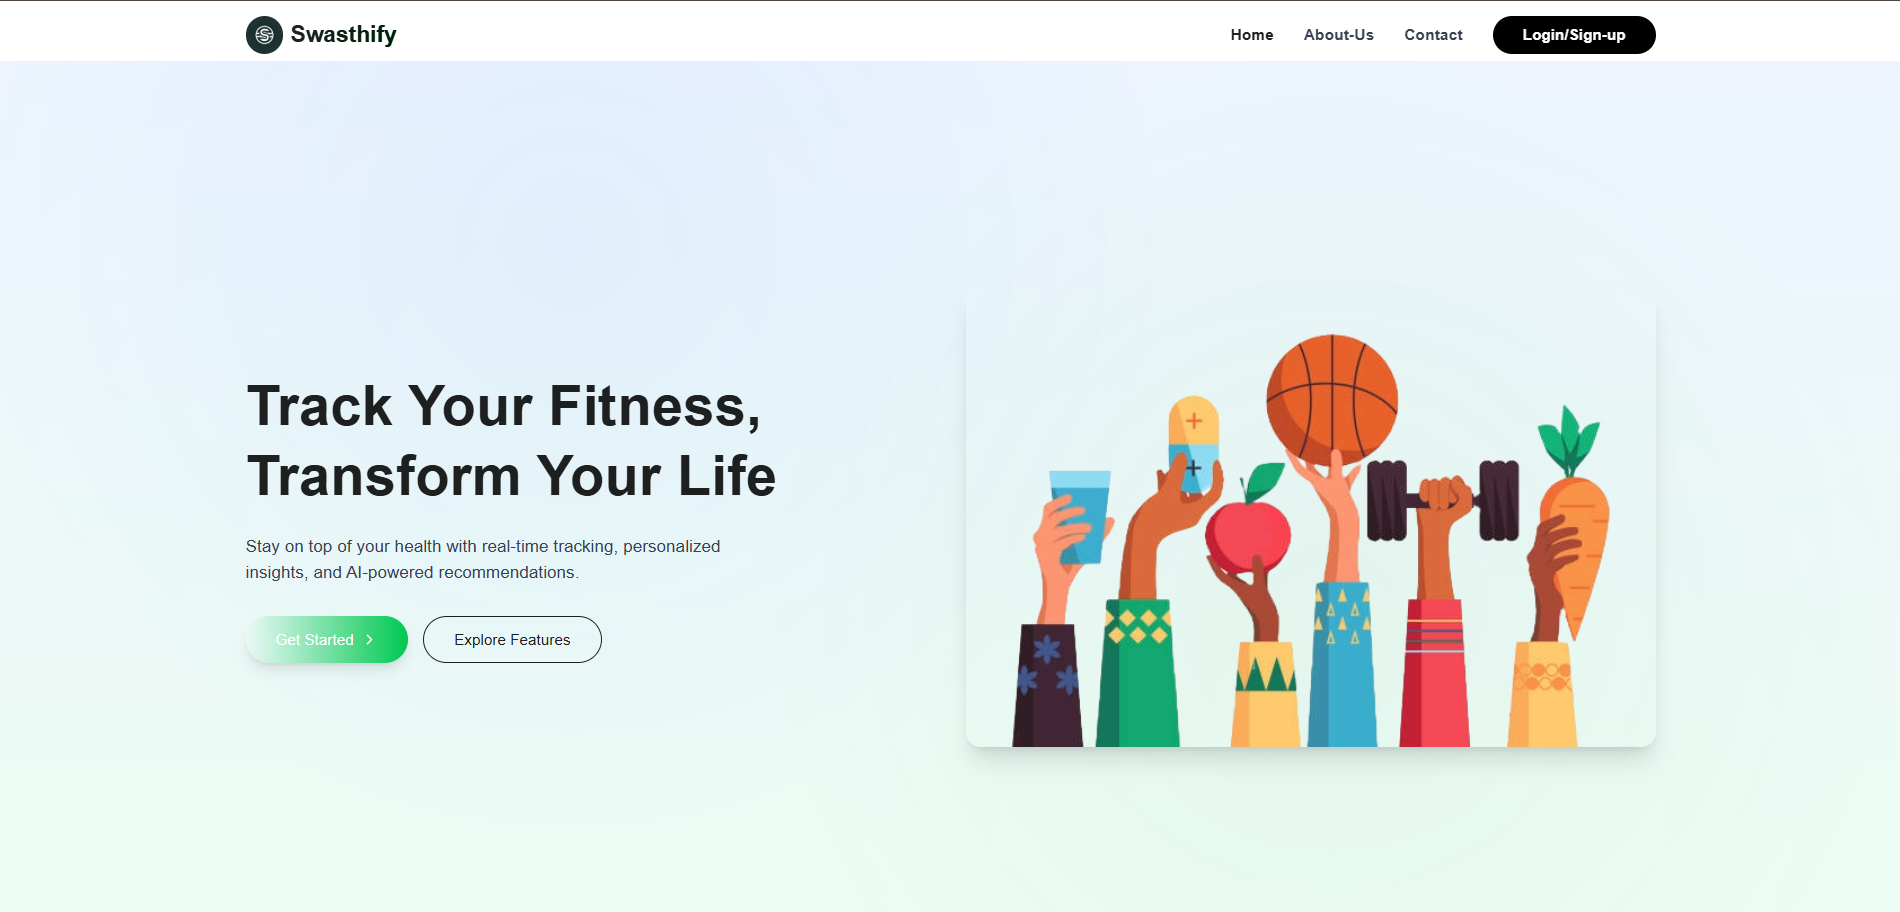 Swasthify
Home
About-Us
Contact
Login/Sign-up
Track Your Fitness,
Transform Your Life
Stay on top of your health with real-time tracking, personalized
insights, and AI-powered recommendations.
Get Started
Explore Features